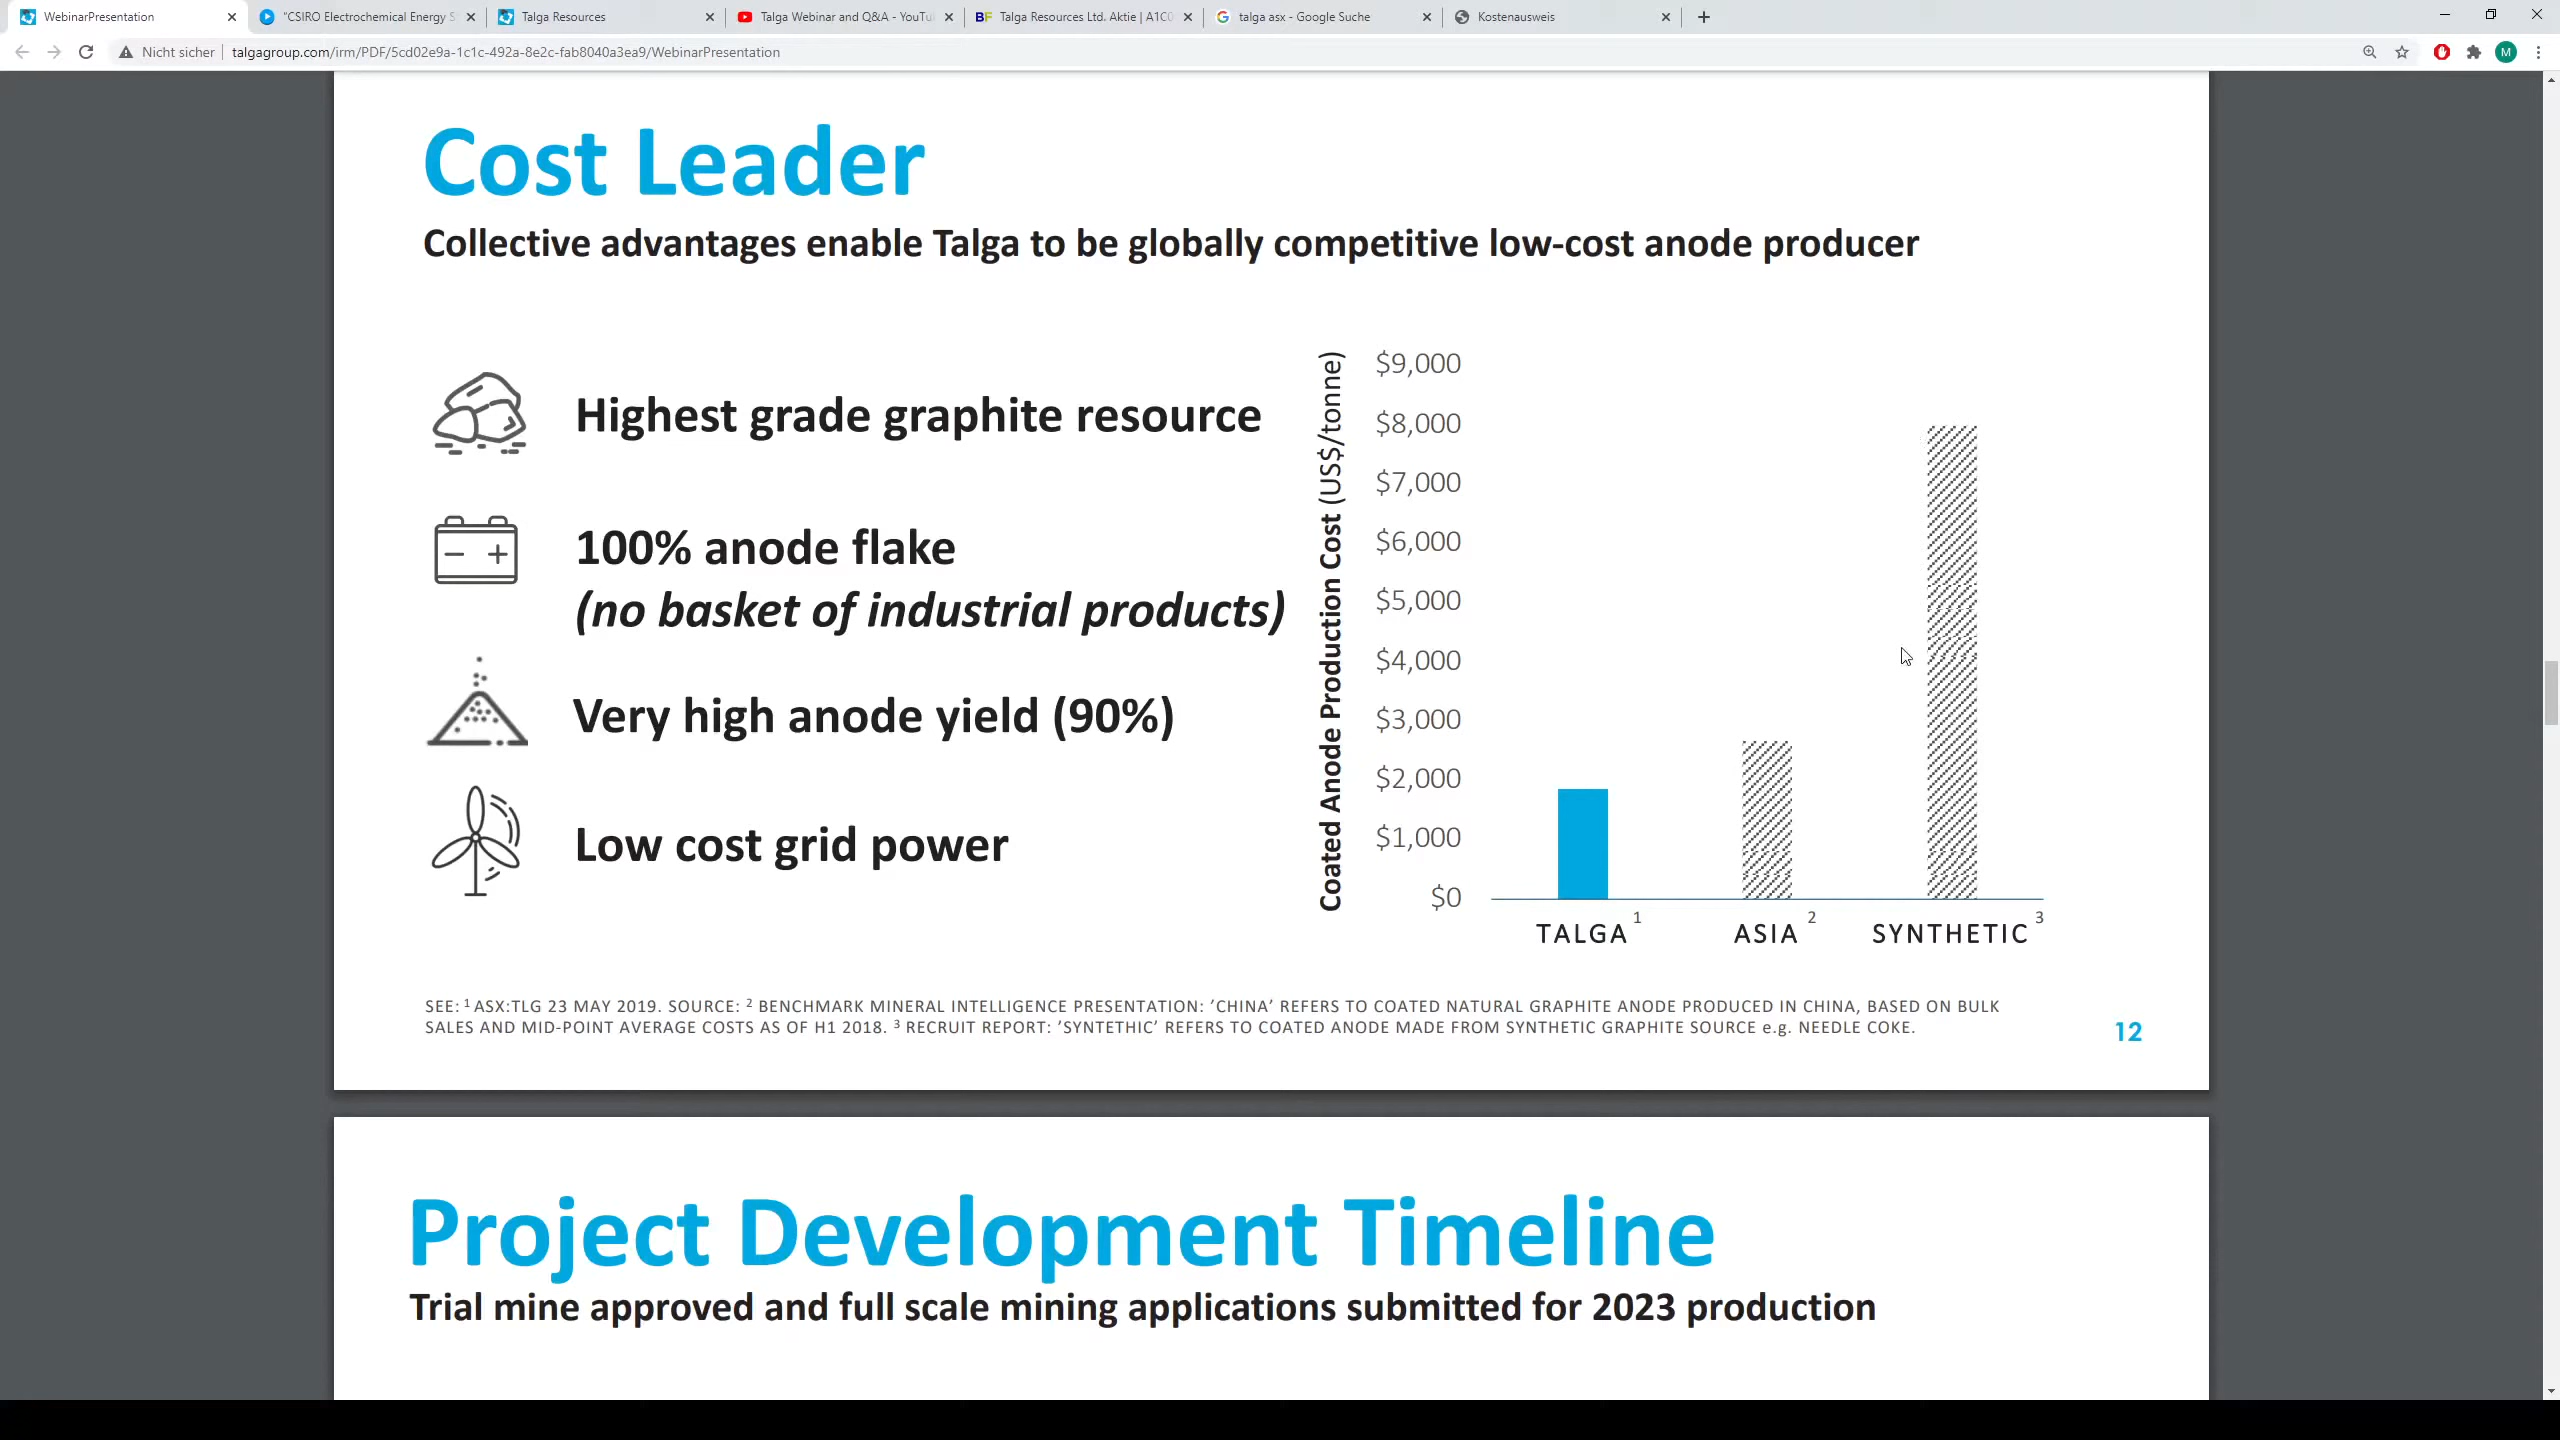 WebinarPresentation
"CSIRO Electrochemical Energy S
Talga Resources
Talga Webinar and Q&A - YouTu
BF Talga Resources Ltd. Aktie | A1C0
talga asx - Google Suche
Kostenausweis
Nicht sicher
talgagroup.com/irm/PDF/5cd02e9a-1c1c-492a-8e2c-fab8040a3ea9/WebinarPresentation
M
Cost Leader
Collective advantages enable Talga to be globally competitive low-cost anode producer
Highest grade graphite resource
100% anode flake
(no basket of industrial products)
Very high anode yield (90%)
Low cost grid power
Coated Anode Production Cost (US$/tonne)
$9,000
$8,000
$7,000
$6,000
$5,000
$4,000
$3,000
$2,000
$1,000
$0
TALGA 1
ASIA 2
SYNTHETIC 3
SEE: 1 ASX:TLG 23 MAY 2019. SOURCE: 2 BENCHMARK MINERAL INTELLIGENCE PRESENTATION: ’CHINA’ REFERS TO COATED NATURAL GRAPHITE ANODE PRODUCED IN CHINA, BASED ON BULK
SALES AND MID-POINT AVERAGE COSTS AS OF H1 2018. 3 RECRUIT REPORT: ’SYNTETHIC’ REFERS TO COATED ANODE MADE FROM SYNTHETIC GRAPHITE SOURCE e.g. NEEDLE COKE.
12
Project Development Timeline
Trial mine approved and full scale mining applications submitted for 2023 production